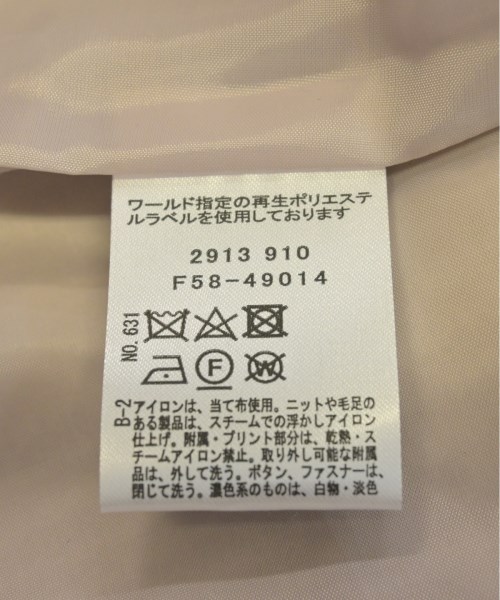 ワールド指定の再生ポリエステ
ルラベルを使用しております
2913 910
F58-49014
NO. 631
F
W
B-2
アイロンは、当て布使用。ニットや毛足の
ある製品は、スチームでの浮かしアイロン
仕上げ。附属・プリント部分は、乾熱・ス
チームアイロン禁止。取り外し可能な附属
品は、外して洗う。ボタン、ファスナーは、
閉じて洗う。濃色系のものは、白物・淡色